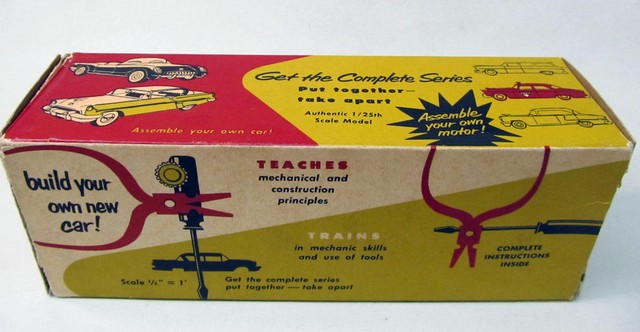 Get the Complete Series
Put together—
take apart
Authentic 1/25th
Scale Model
Assemble
your own
motor!
Assemble your own car!
build your
own new
car!
TEACHES
mechanical and
construction
principles
TRAINS
in mechanic skills
and use of tools
COMPLETE
INSTRUCTIONS
INSIDE
Scale ½" = 1'
Get the complete series
put together — take apart